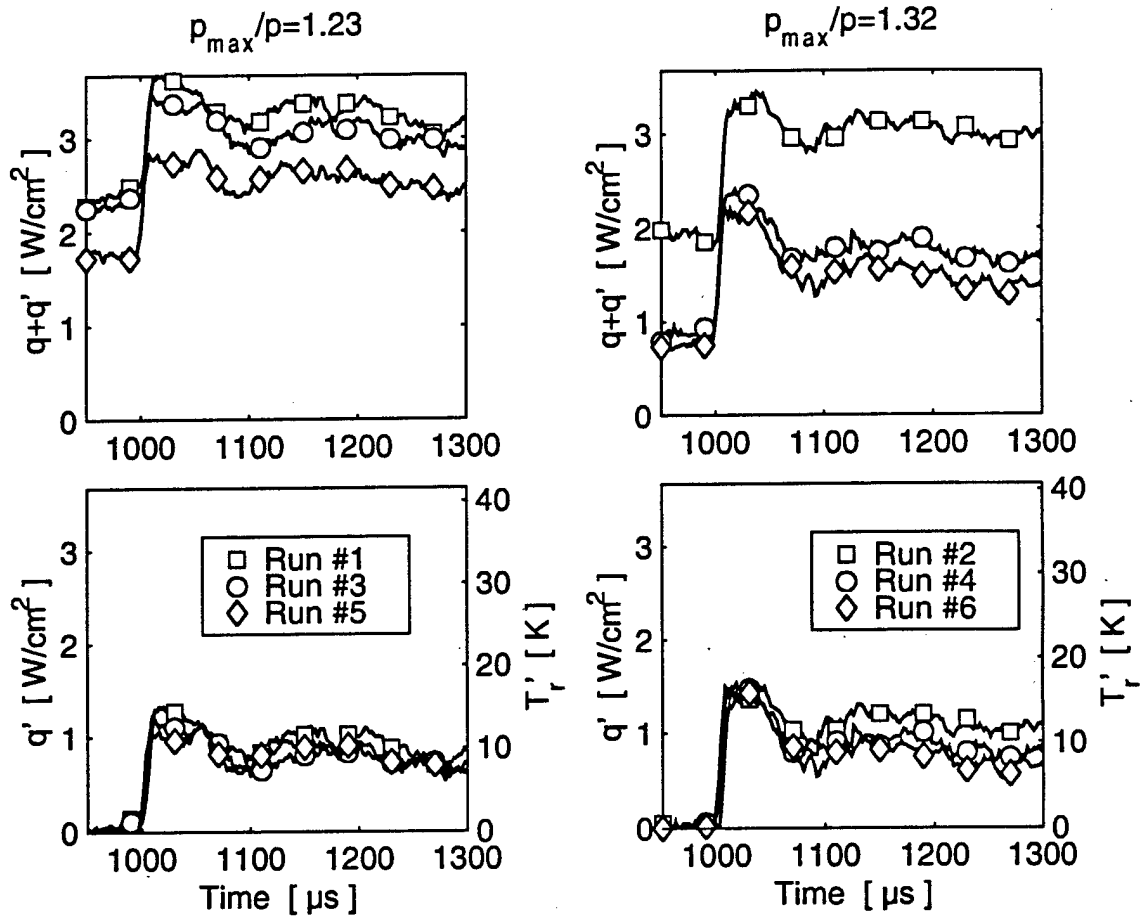 p_max/p=1.23
q+q' [ W/cm² ]
3
2
1
0
1000 1100 1200 1300
p_max/p=1.32
q+q' [ W/cm² ]
3
2
1
0
1000 1100 1200 1300
q' [ W/cm² ]
3
2
1
0
Run #1
Run #3
Run #5
40
30
20
10
0
T_r' [ K ]
1000 1100 1200 1300
Time [ µs ]
q' [ W/cm² ]
3
2
1
0
Run #2
Run #4
Run #6
40
30
20
10
0
T_r' [ K ]
1000 1100 1200 1300
Time [ µs ]